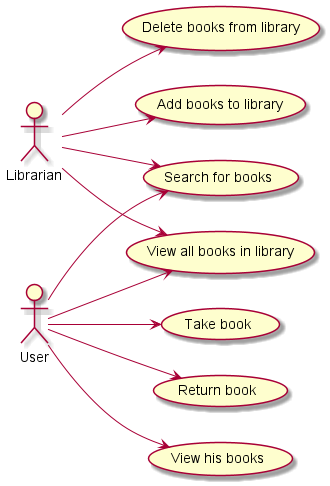 Delete books from library
Add books to library
Librarian
Search for books
View all books in library
Take book
User
Return book
View his books